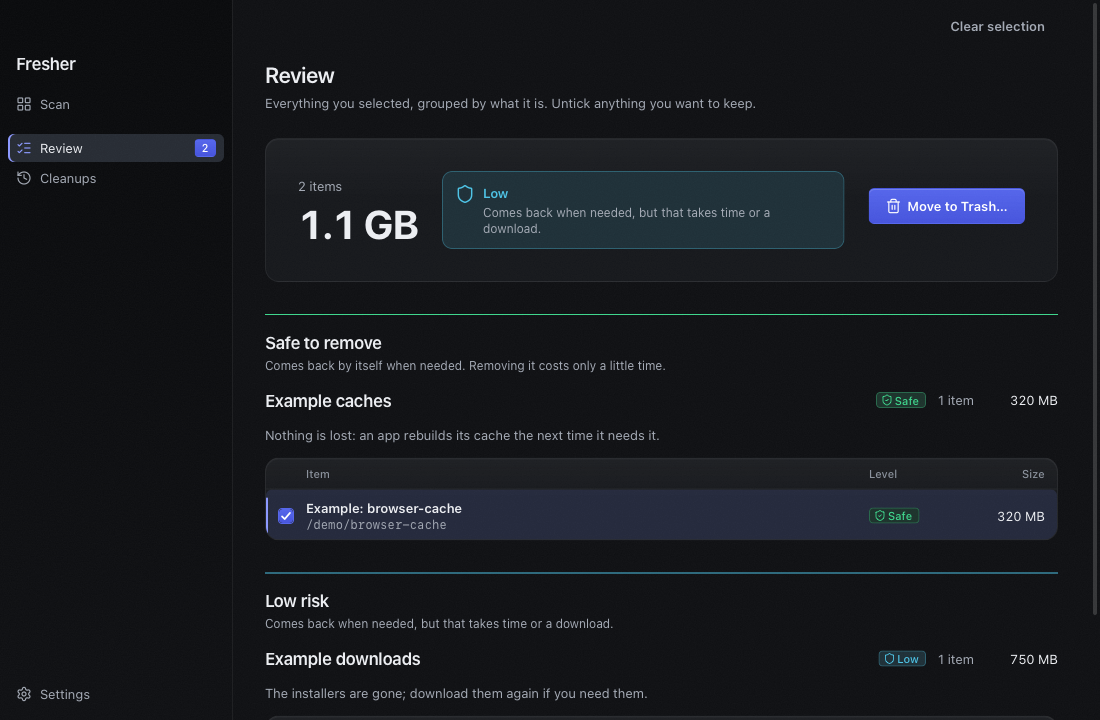 Clear selection
Fresher
Scan
Review 2
Cleanups
Settings
Review
Everything you selected, grouped by what it is. Untick anything you want to keep.
2 items
1.1 GB
Low
Comes back when needed, but that takes time or a
download.
Move to Trash...
Safe to remove
Comes back by itself when needed. Removing it costs only a little time.
Example caches Safe 1 item 320 MB
Nothing is lost: an app rebuilds its cache the next time it needs it.
Item Level Size
Example: browser-cache
/demo/browser-cache
Safe 320 MB
Low risk
Comes back when needed, but that takes time or a download.
Example downloads Low 1 item 750 MB
The installers are gone; download them again if you need them.